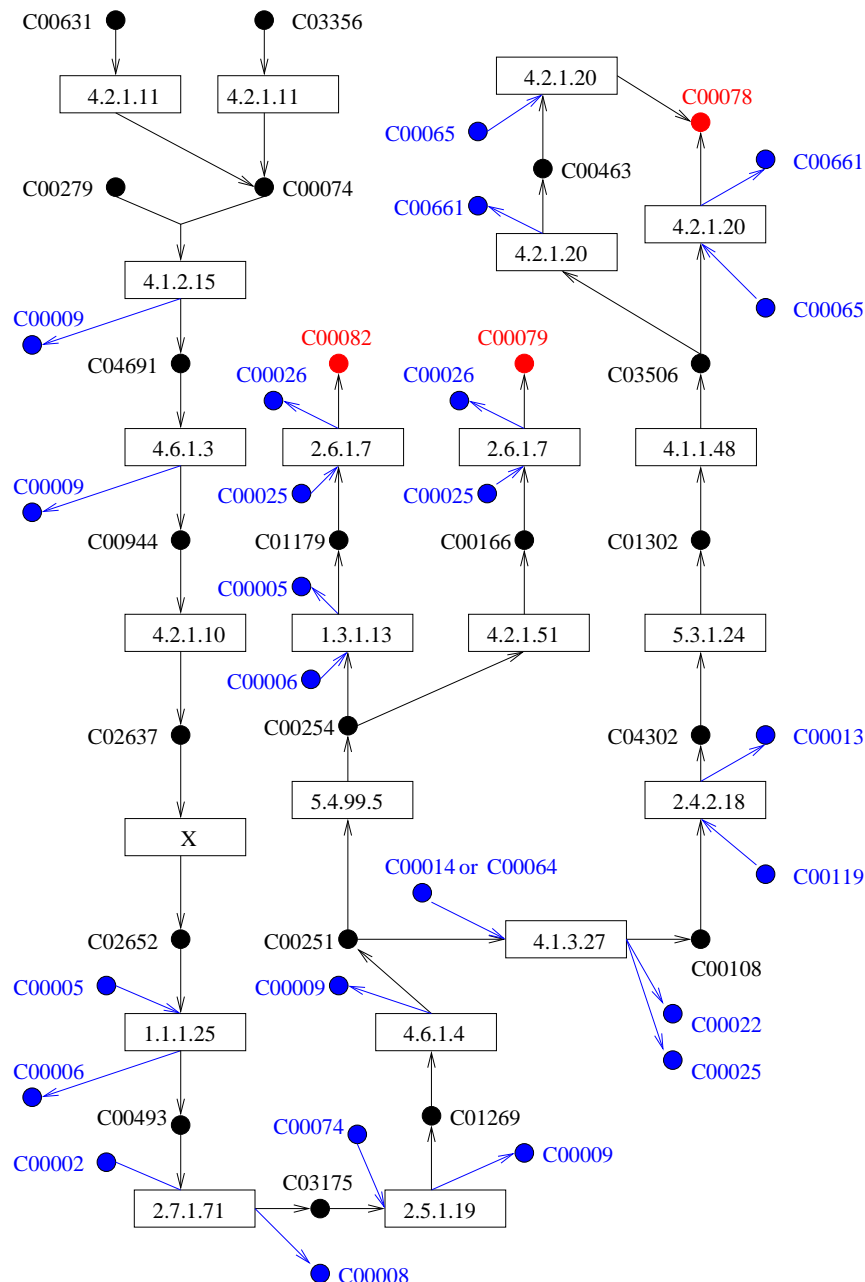 C00631
C03356
4.2.1.11
4.2.1.11
C00279
C00074
4.1.2.15
C00009
C04691
4.6.1.3
C00009
C00944
4.2.1.10
C02637
X
C02652
C00005
1.1.1.25
C00006
C00493
C00002
2.7.1.71
C00008
C03175
C00074
2.5.1.19
C00009
C01269
4.6.1.4
C00009
C00251
C00014 or C00064
4.1.3.27
C00108
C00022
C00025
5.4.99.5
C00254
C00006
1.3.1.13
C00005
C01179
C00025
2.6.1.7
C00026
C00082
4.2.1.51
C00166
C00025
2.6.1.7
C00026
C00079
C00119
2.4.2.18
C00013
C04302
5.3.1.24
C01302
4.1.1.48
C03506
4.2.1.20
C00661
C00463
C00065
4.2.1.20
C00065
4.2.1.20
C00661
C00078